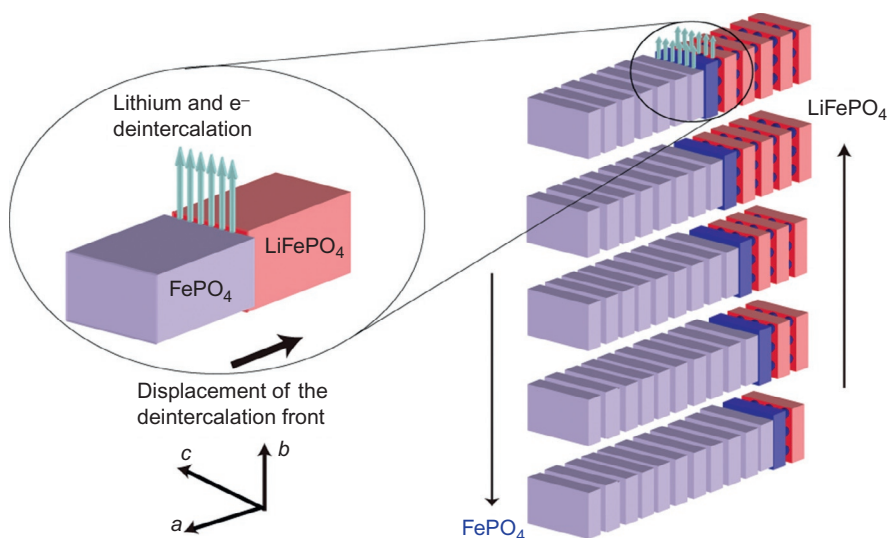 Lithium and e⁻
deintercalation
LiFePO₄
FePO₄
Displacement of the
deintercalation front
c
b
a
LiFePO₄
FePO₄